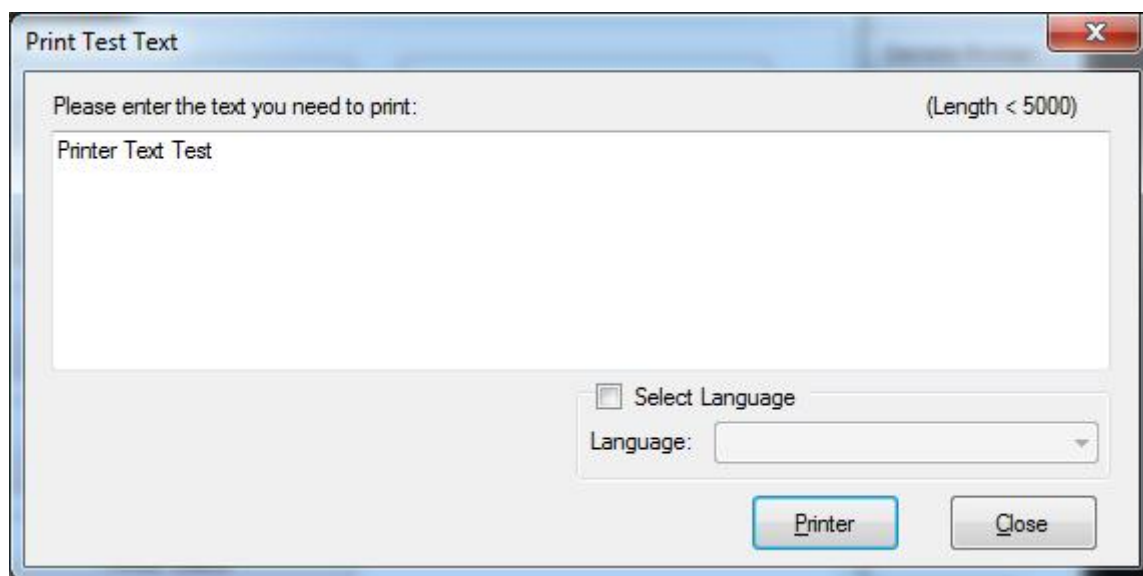 Print Test Text
Please enter the text you need to print: (Length < 5000)
Printer Text Test
Select Language
Language:
Printer Close